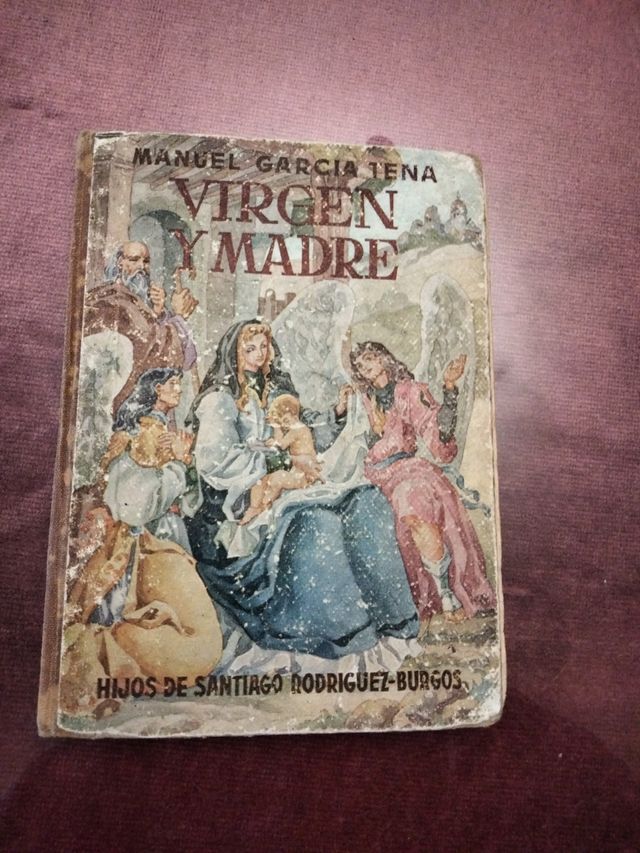 MANUEL GARCIA TENA
VIRGEN
Y MADRE
HIJOS DE SANTIAGO RODRIGUEZ-BURGOS